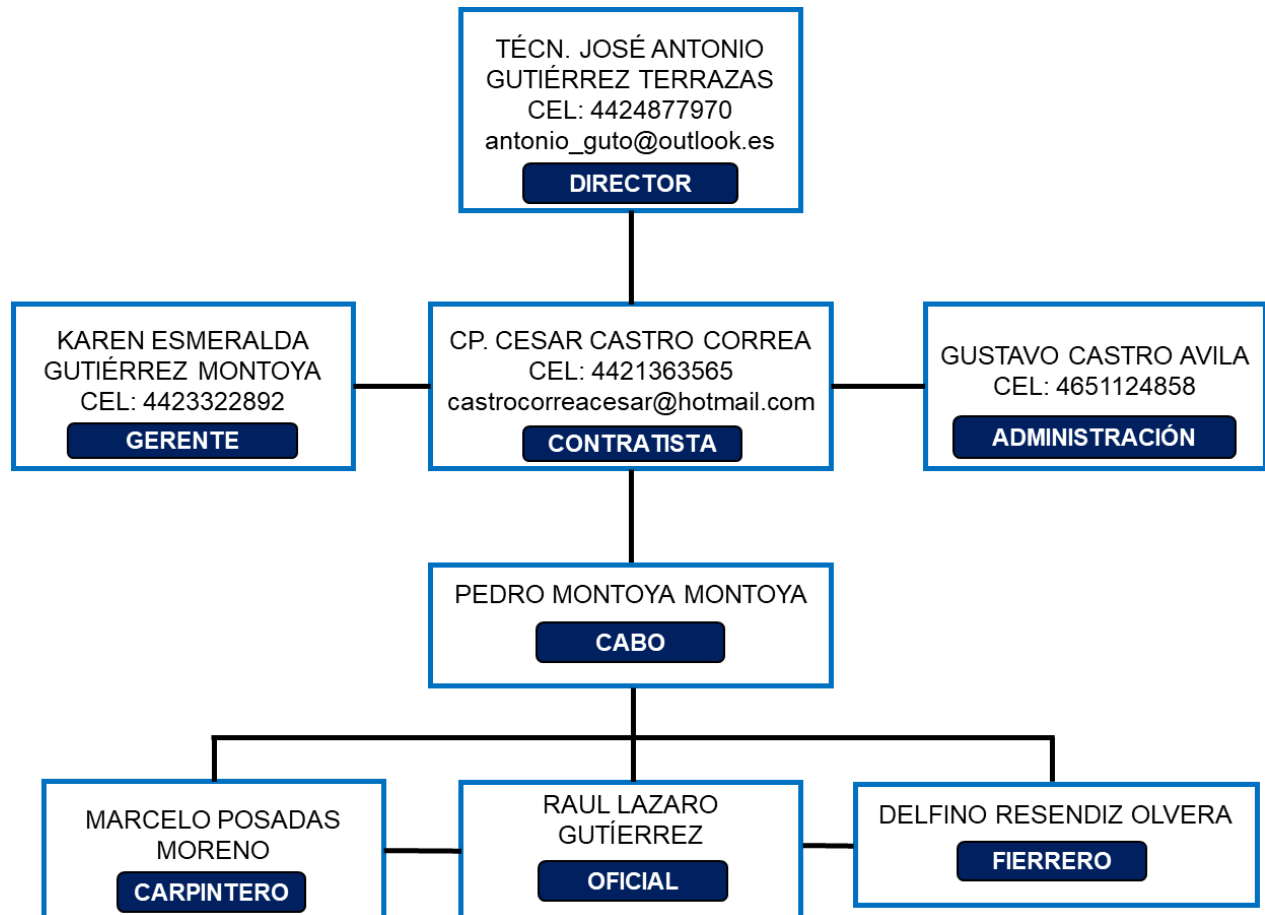 TÉCN. JOSÉ ANTONIO
GUTIÉRREZ TERRAZAS
CEL: 4424877970
antonio_guto@outlook.es
DIRECTOR
KAREN ESMERALDA
GUTIÉRREZ MONTOYA
CEL: 4423322892
GERENTE
CP. CESAR CASTRO CORREA
CEL: 4421363565
castrocorreacesar@hotmail.com
CONTRATISTA
GUSTAVO CASTRO AVILA
CEL: 4651124858
ADMINISTRACIÓN
PEDRO MONTOYA MONTOYA
CABO
MARCELO POSADAS
MORENO
CARPINTERO
RAUL LAZARO
GUTÍERREZ
OFICIAL
DELFINO RESENDIZ OLVERA
FIERRERO